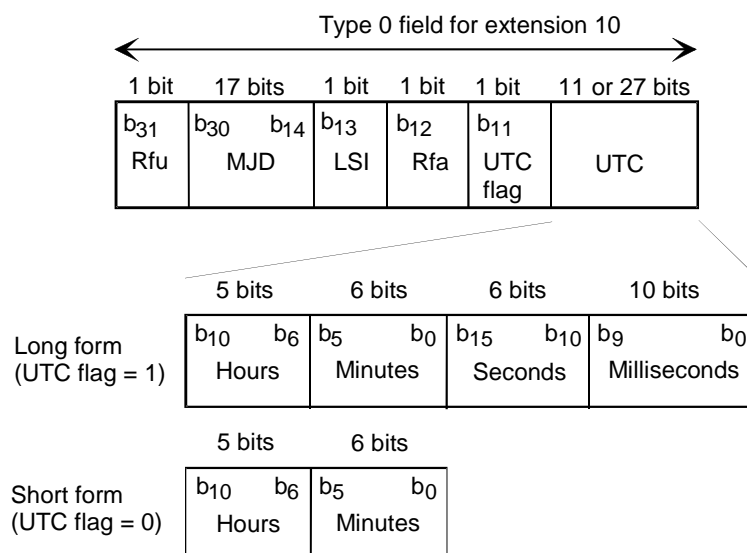 Type 0 field for extension 10
1 bit 17 bits 1 bit 1 bit 1 bit 11 or 27 bits
b31 b30 b14 b13 b12 b11
Rfu MJD LSI Rfa UTC flag UTC
5 bits 6 bits 6 bits 10 bits
Long form
(UTC flag = 1)
b10 b6 b5 b0 b15 b10 b9 b0
Hours Minutes Seconds Milliseconds
5 bits 6 bits
Short form
(UTC flag = 0)
b10 b6 b5 b0
Hours Minutes